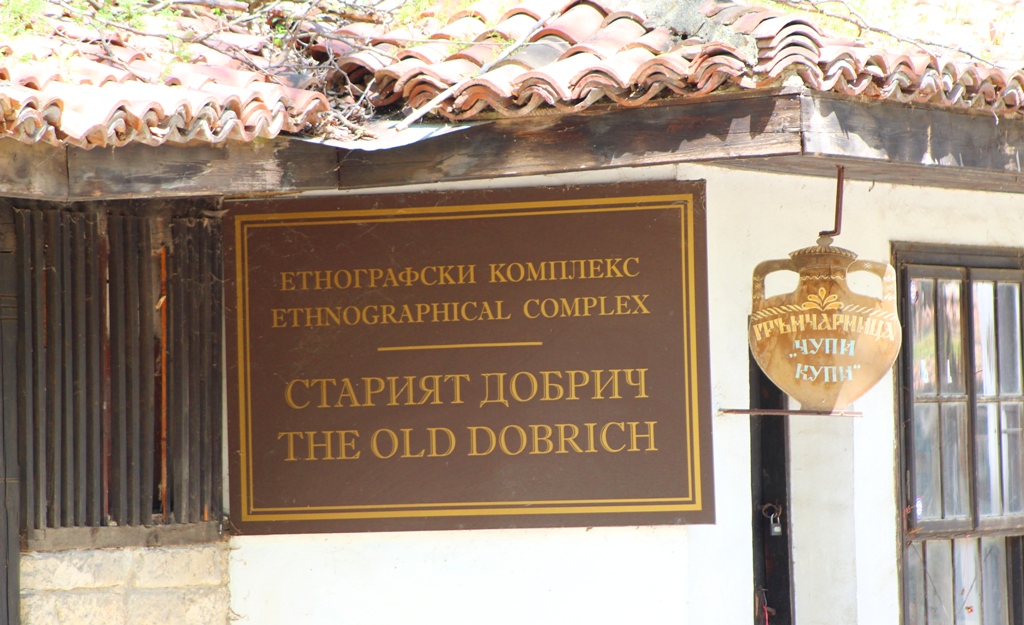 ЕТНОГРАФСКИ КОМПЛЕКС
ETHNOGRAPHICAL COMPLEX
СТАРИЯТ ДОБРИЧ
THE OLD DOBRICH
ГРЪНЧАРНИЦА
„ЧУПИ
КУПИ“